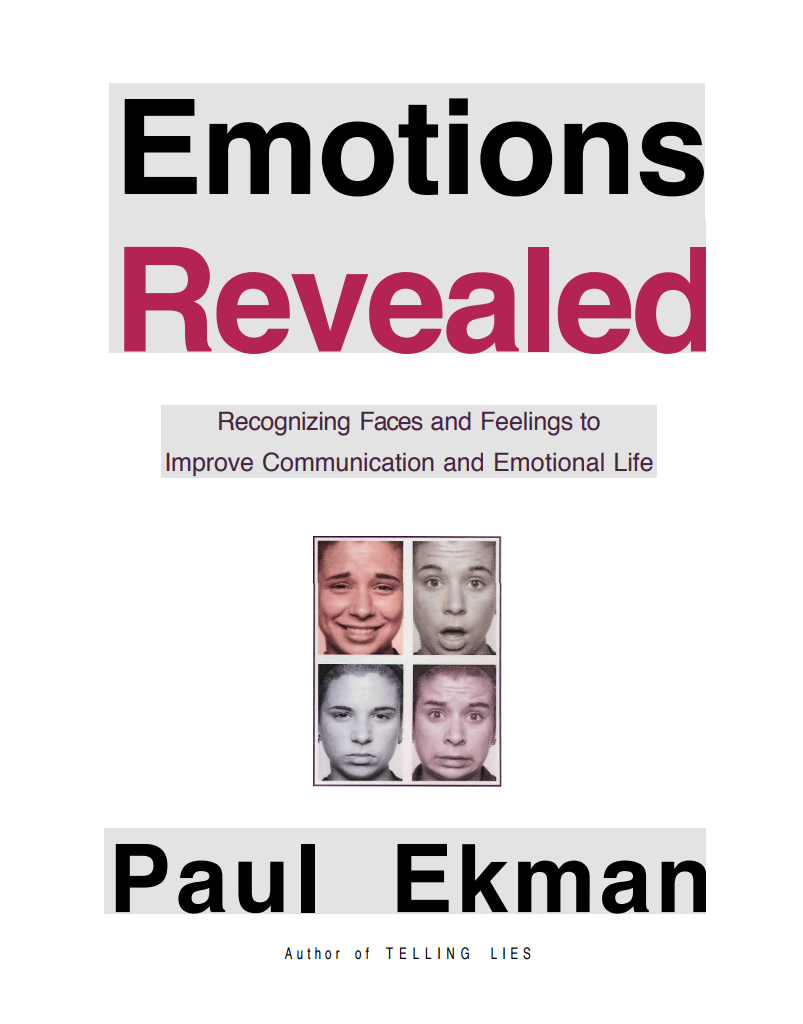 Emotions
Revealed
Recognizing Faces and Feelings to
Improve Communication and Emotional Life
Paul Ekman
Author of TELLING LIES